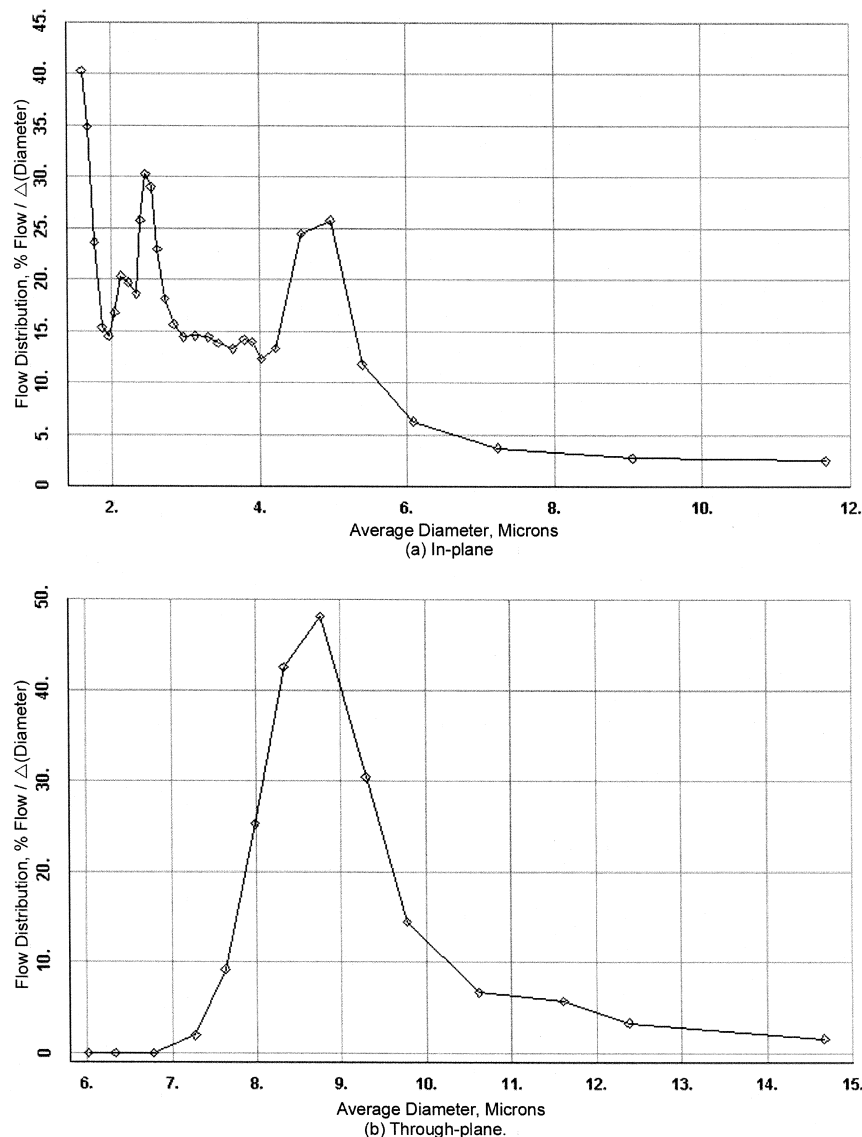 45.
40.
35.
30.
25.
20.
15.
10.
5.
0
Flow Distribution, % Flow / △(Diameter)
2. 4. 6. 8. 10. 12.
Average Diameter, Microns
(a) In-plane
50.
40.
30.
20.
10.
0
Flow Distribution, % Flow / △(Diameter)
6. 7. 8. 9. 10. 11. 12. 13. 14. 15.
Average Diameter, Microns
(b) Through-plane.